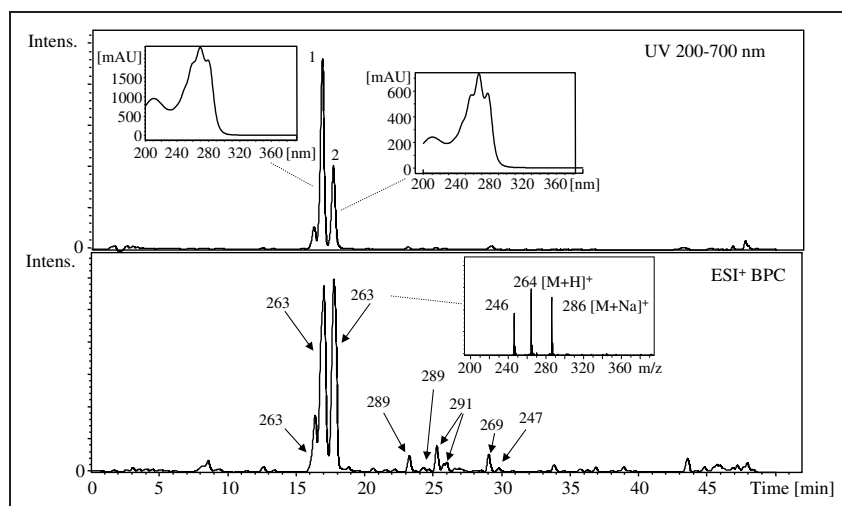 Intens.
UV 200-700 nm
[mAU]
1500
1000
500
0
200 240 280 320 360 [nm]
1
2
[mAU]
600
400
200
0
200 240 280 320 360 [nm]
0
Intens.
ESI⁺ BPC
263
263
263
246
264 [M+H]⁺
286 [M+Na]⁺
200 240 280 320 360 m/z
289
289
291
269
247
0
0 5 10 15 20 25 30 35 40 45 Time [min]